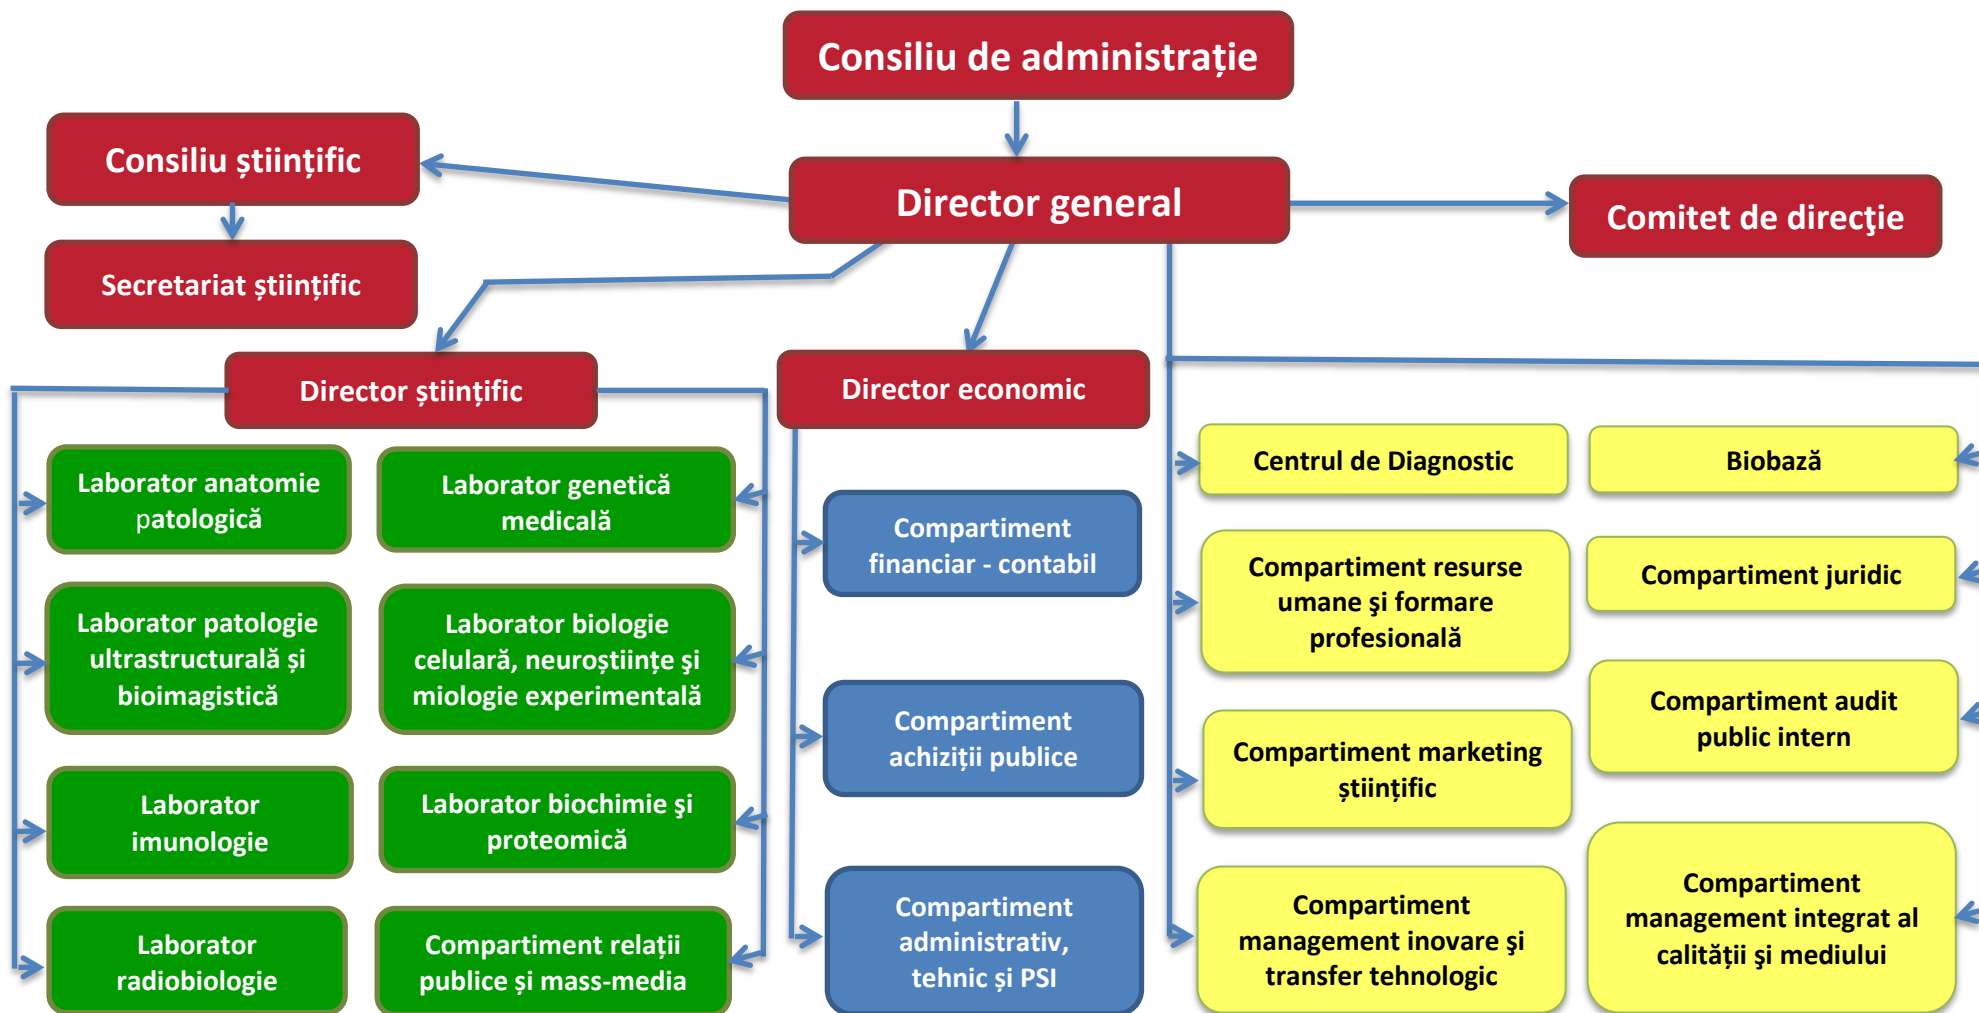 Consiliu de administrație
Consiliu științific
Director general
Comitet de direcţie
Secretariat științific
Director științific
Director economic
Laborator anatomie
patologică
Laborator genetică
medicală
Laborator patologie
ultrastructurală și
bioimagistică
Laborator biologie
celulară, neuroștiințe şi
miologie experimentală
Laborator
imunologie
Laborator biochimie şi
proteomică
Laborator
radiobiologie
Compartiment relații
publice și mass-media
Compartiment
financiar - contabil
Compartiment
achiziții publice
Compartiment
administrativ,
tehnic și PSI
Centrul de Diagnostic
Biobază
Compartiment resurse
umane şi formare
profesională
Compartiment juridic
Compartiment marketing
științific
Compartiment audit
public intern
Compartiment
management inovare şi
transfer tehnologic
Compartiment
management integrat al
calității şi mediului